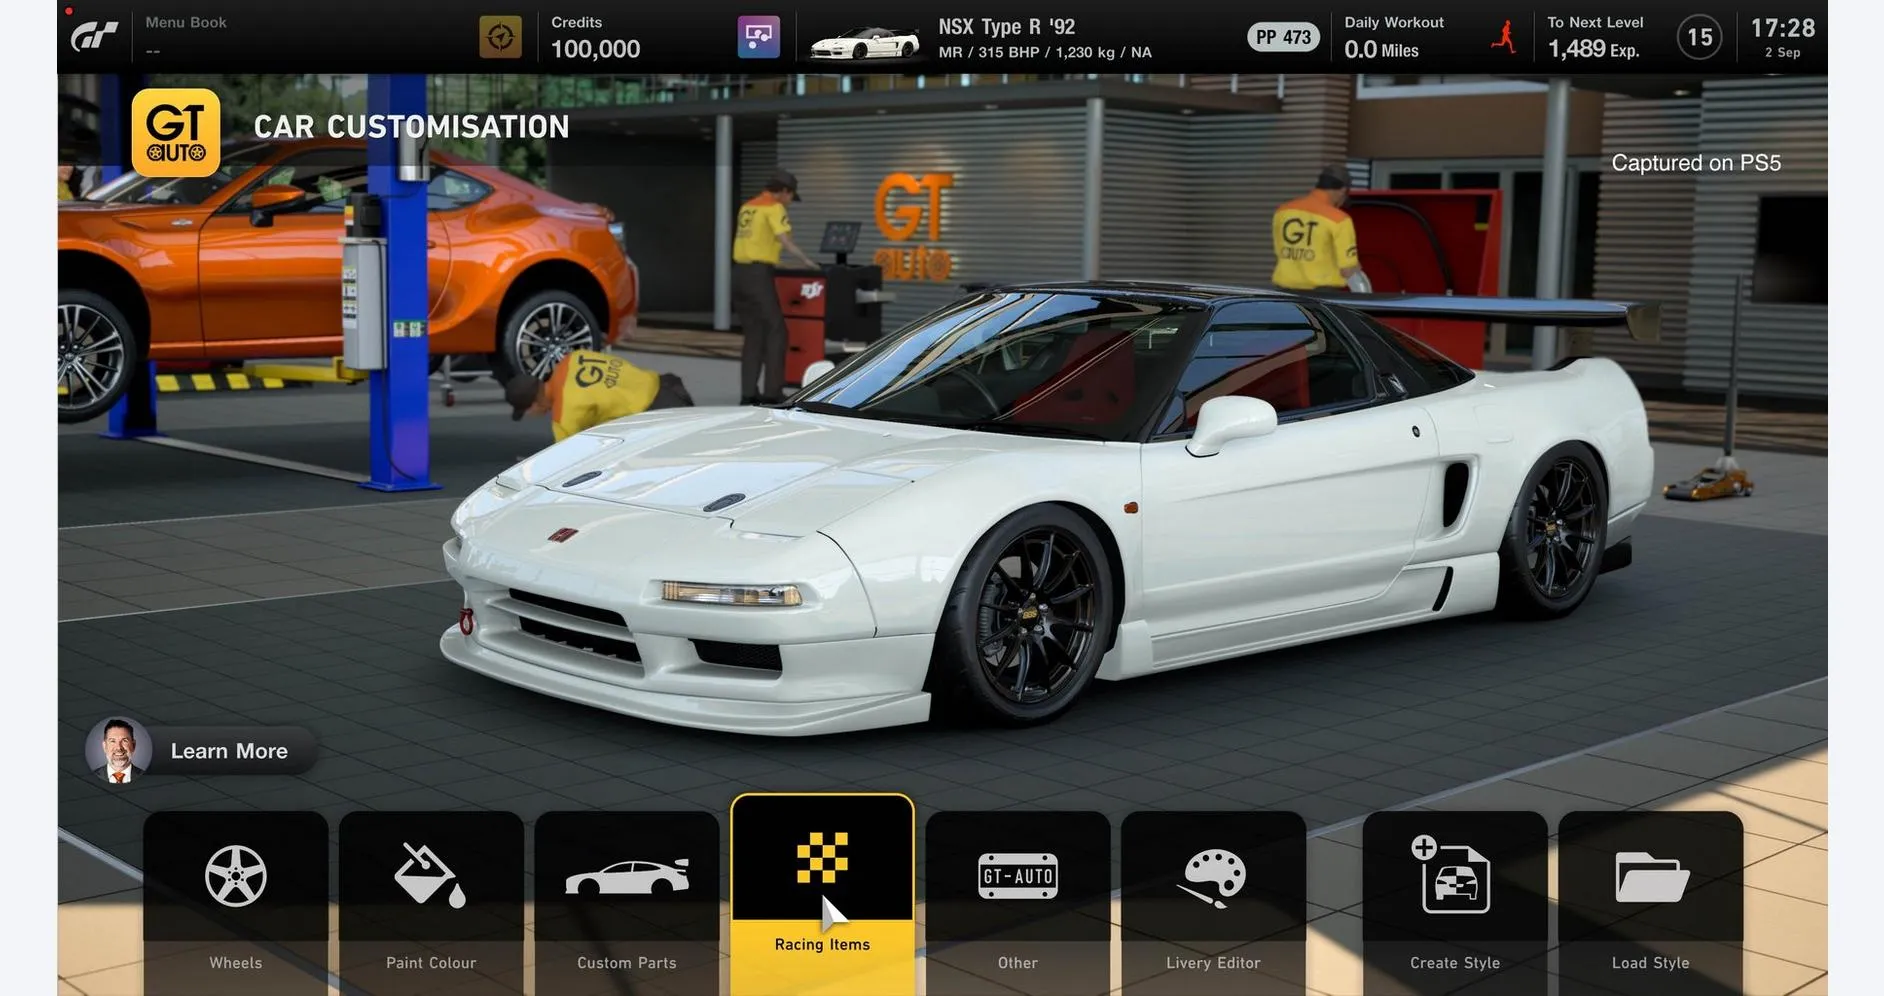 Menu Book
--
Credits
100,000
NSX Type R '92
MR / 315 BHP / 1,230 kg / NA
PP 473
Daily Workout
0.0 Miles
To Next Level
1,489 Exp.
15
17:28
2 Sep
GT
AUTO
CAR CUSTOMISATION
Captured on PS5
GT
AUTO
GT
AUTO
GT
AUTO
GT
AUTO
BBS
Learn More
GT-AUTO
Wheels
Paint Colour
Custom Parts
Racing Items
Other
Livery Editor
Create Style
Load Style